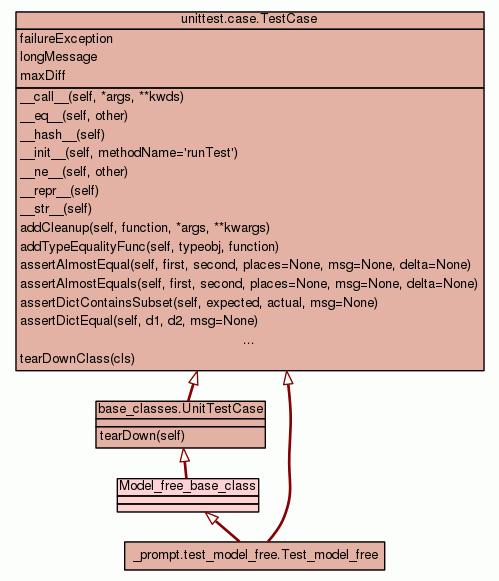 unittest.case.TestCase
failureException
longMessage
maxDiff
__call__(self, *args, **kwds)
__eq__(self, other)
__hash__(self)
__init__(self, methodName='runTest')
__ne__(self, other)
__repr__(self)
__str__(self)
addCleanup(self, function, *args, **kwargs)
addTypeEqualityFunc(self, typeobj, function)
assertAlmostEqual(self, first, second, places=None, msg=None, delta=None)
assertAlmostEquals(self, first, second, places=None, msg=None, delta=None)
assertDictContainsSubset(self, expected, actual, msg=None)
assertDictEqual(self, d1, d2, msg=None)
...
tearDownClass(cls)
base_classes.UnitTestCase
tearDown(self)
Model_free_base_class
_prompt.test_model_free.Test_model_free